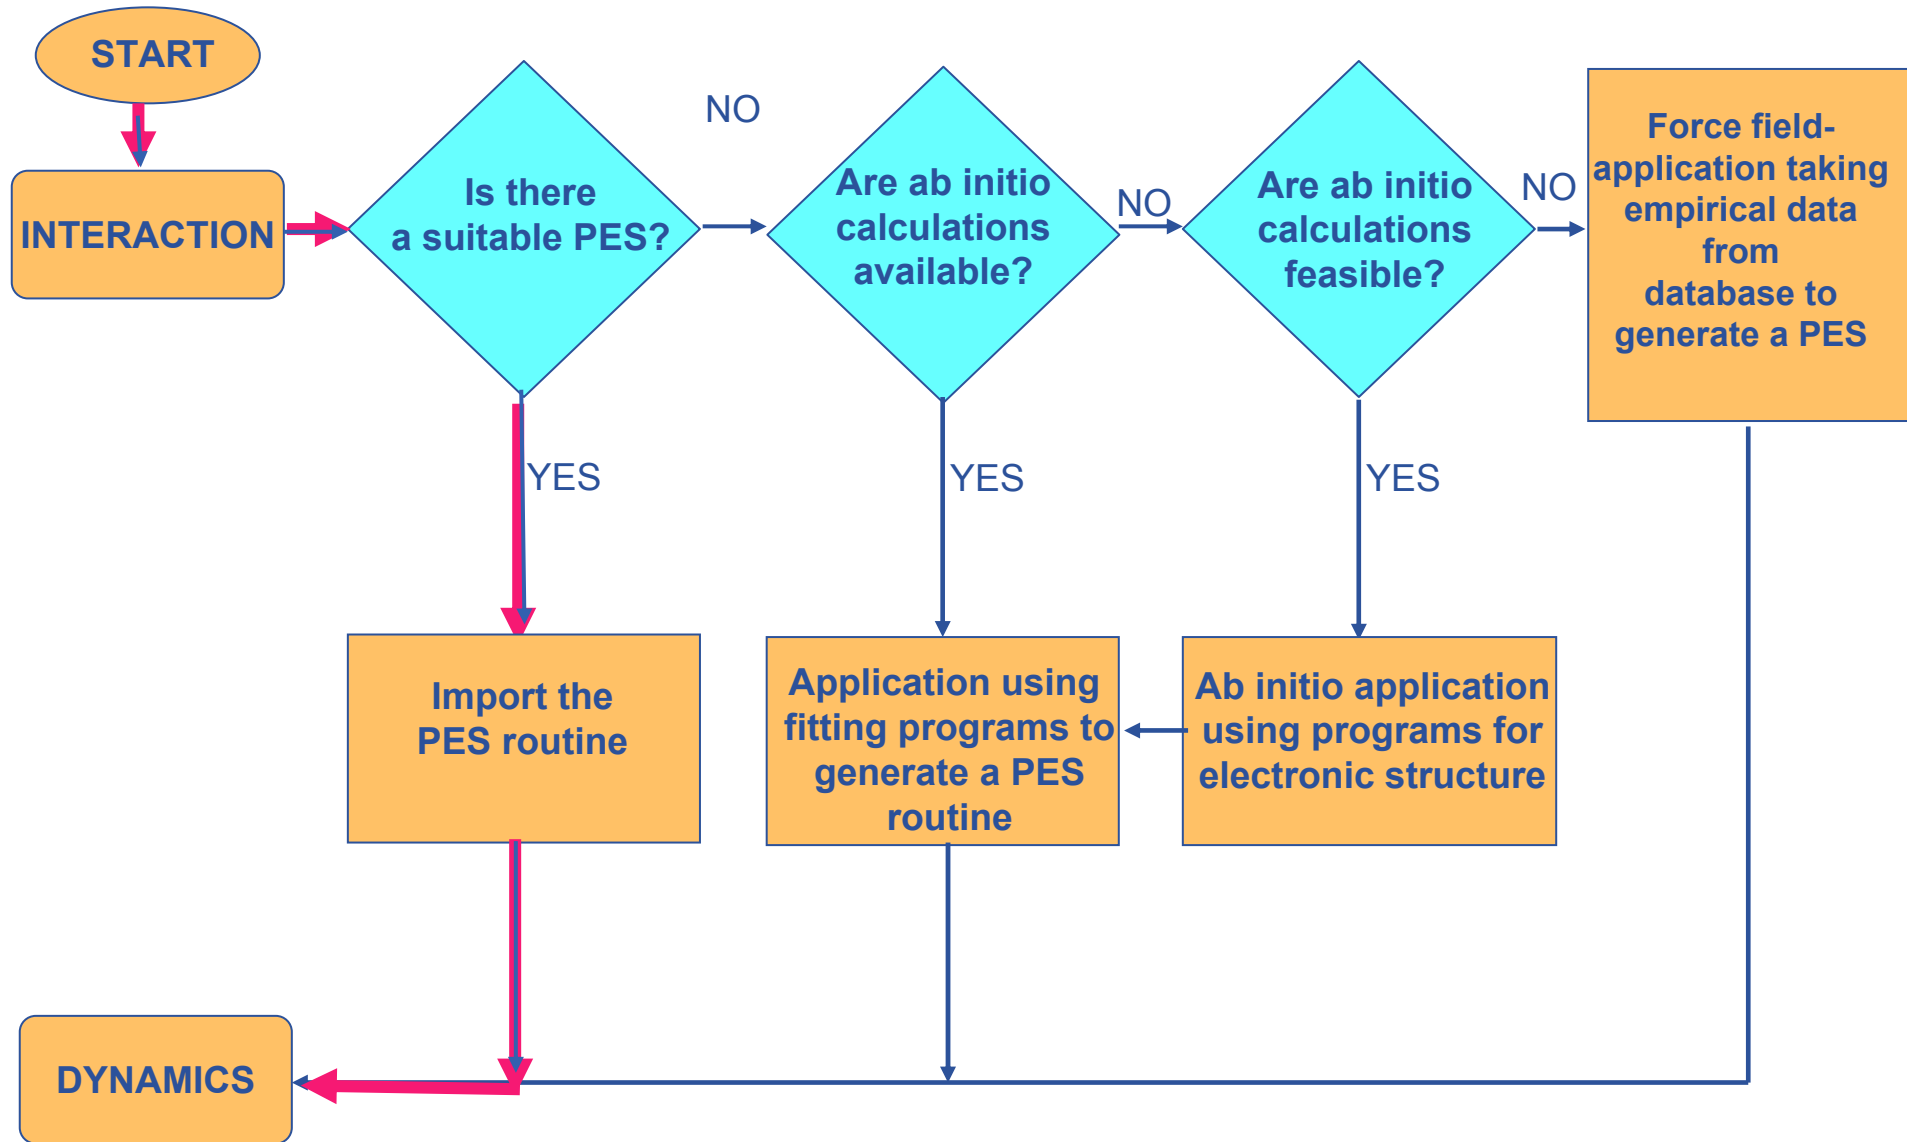 START
INTERACTION
Is there
a suitable PES?
NO
Are ab initio
calculations
available?
NO
Are ab initio
calculations
feasible?
NO
Force field-
application taking
empirical data
from
database to
generate a PES
YES
YES
YES
Import the
PES routine
Application using
fitting programs to
generate a PES
routine
Ab initio application
using programs for
electronic structure
DYNAMICS